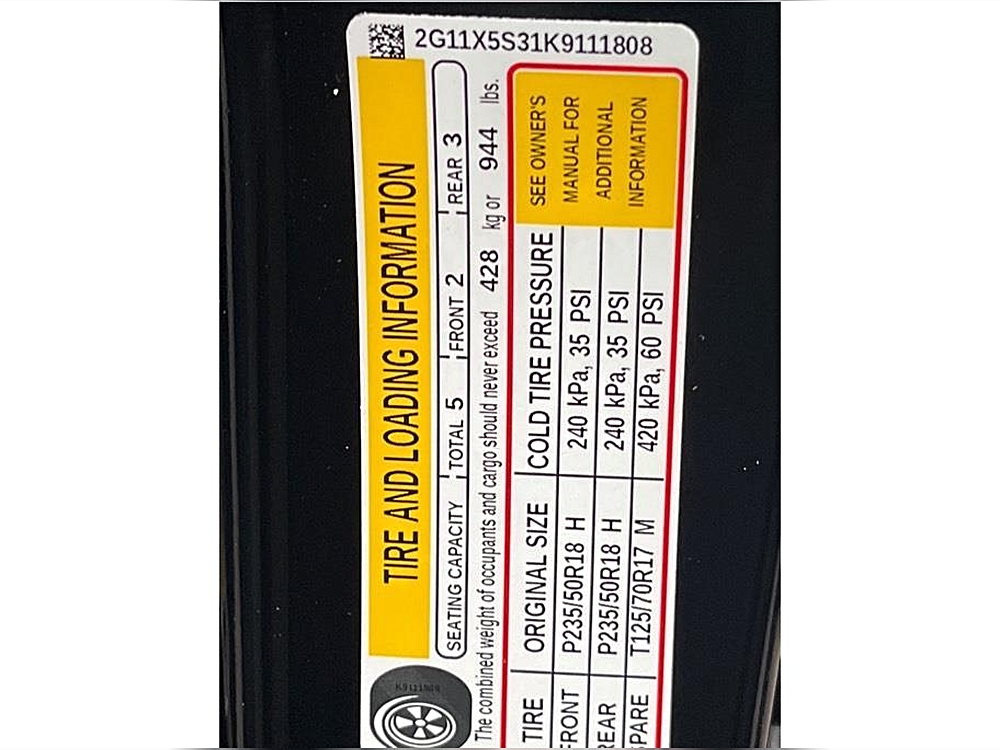 2G11X5S31K9111808
TIRE AND LOADING INFORMATION
SEATING CAPACITY TOTAL 5 FRONT 2 REAR 3
The combined weight of occupants and cargo should never exceed 428 kg or 944 lbs.
TIRE ORIGINAL SIZE COLD TIRE PRESSURE
FRONT P235/50R18 H 240 kPa, 35 PSI
REAR P235/50R18 H 240 kPa, 35 PSI
SPARE T125/70R17 M 420 kPa, 60 PSI
SEE OWNER'S
MANUAL FOR
ADDITIONAL
INFORMATION
K9111808